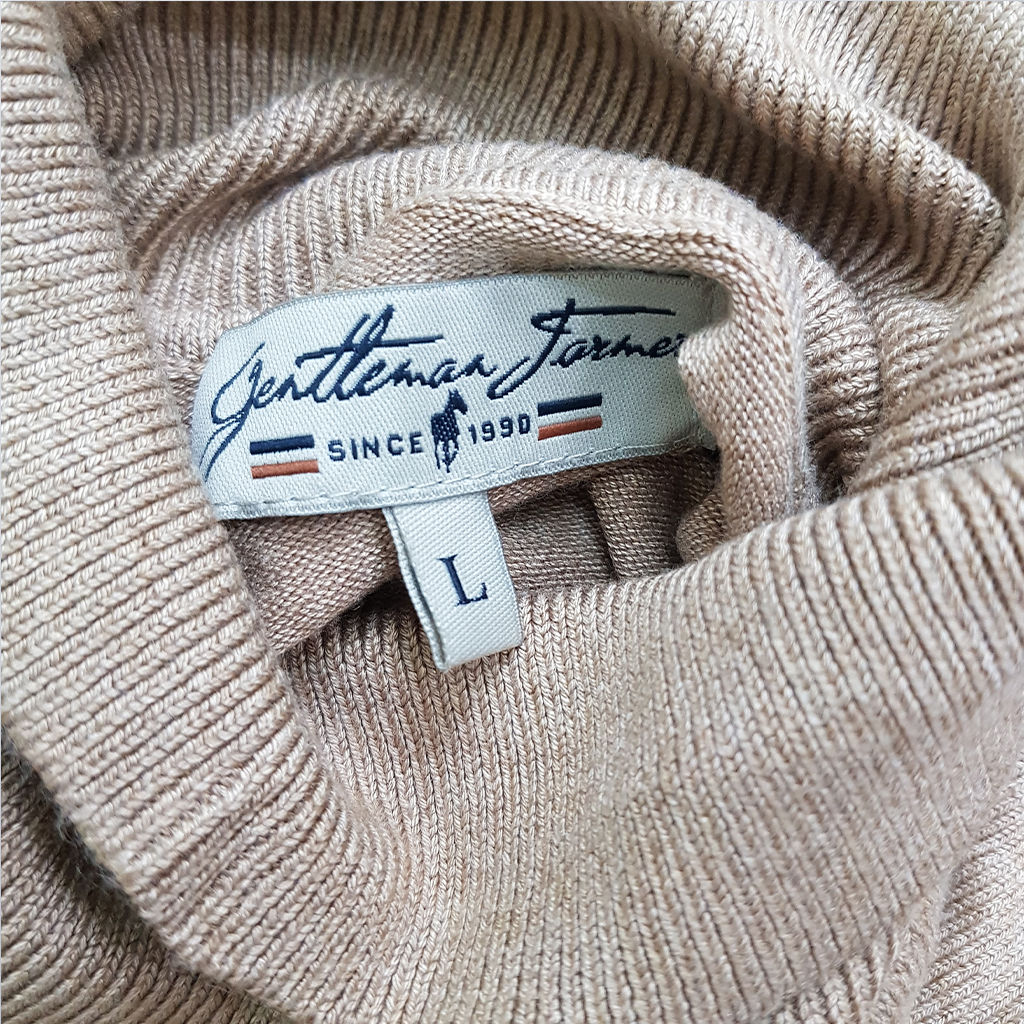 Gentleman Farmer
SINCE 1990
L